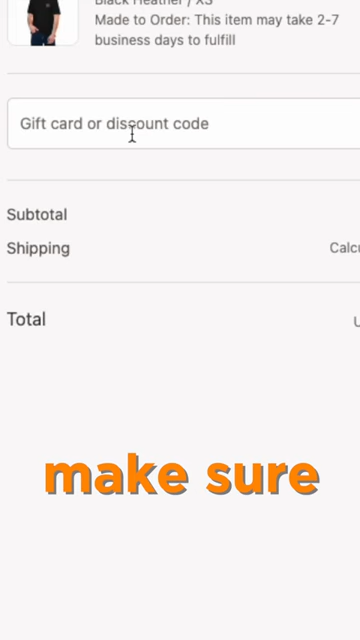 Black Heather / XS
Made to Order: This item may take 2-7
business days to fulfill
Gift card or discount code
Subtotal
Shipping
Total
make sure